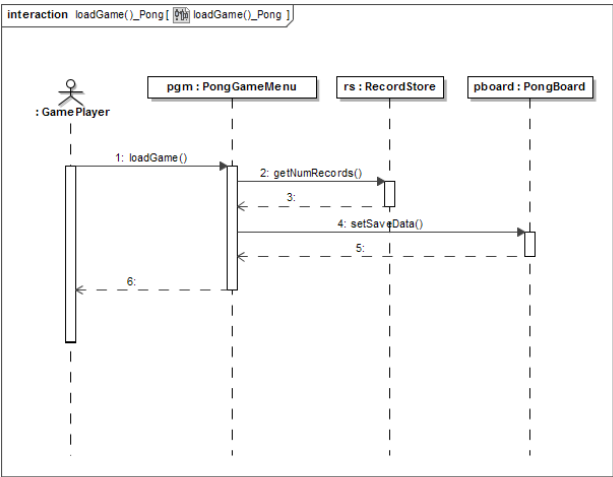 interaction loadGame()_Pong [ loadGame()_Pong ]
pgm : PongGameMenu
rs : RecordStore
pboard : PongBoard
: GamePlayer
1: loadGame()
2: getNumRecords()
3:
4: setSaveData()
5:
6: